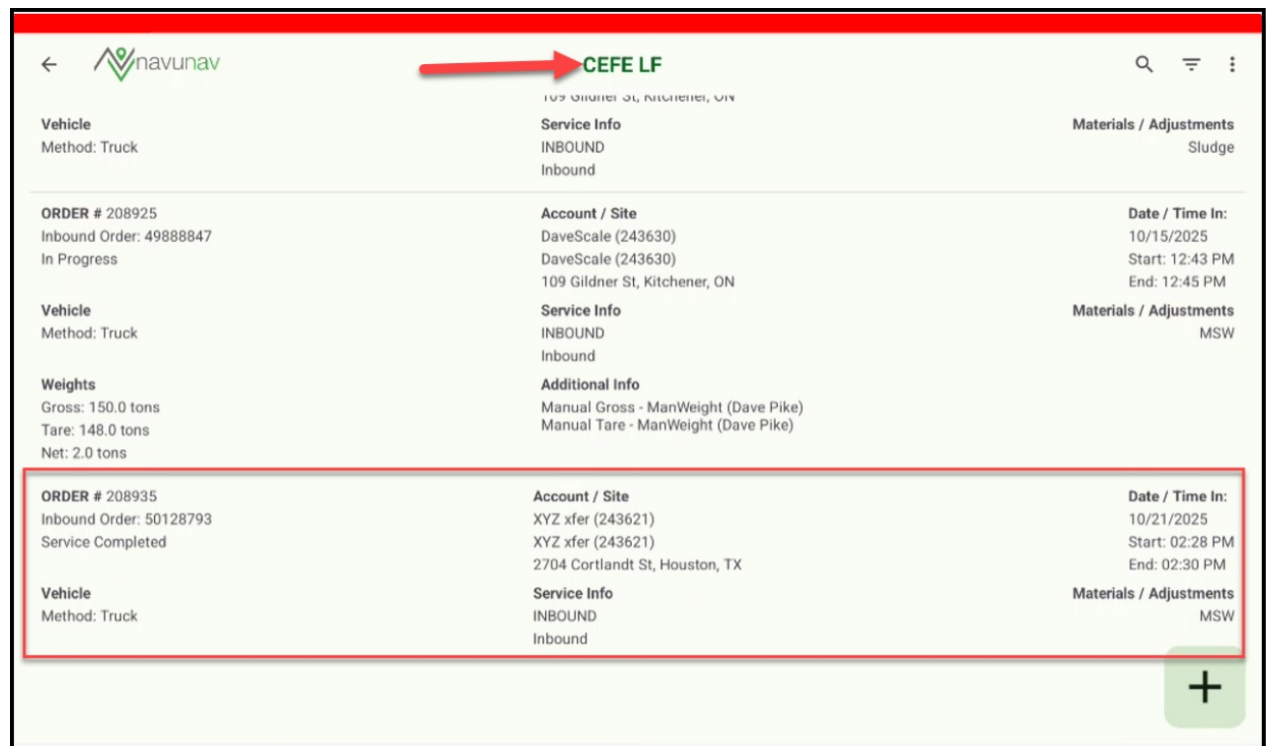 navunav
CEFE LF
109 Gildner St, Kitchener, ON
Vehicle Service Info Materials / Adjustments
Method: Truck INBOUND Sludge
Inbound
ORDER # 208925 Account / Site Date / Time In:
Inbound Order: 49888847 DaveScale (243630) 10/15/2025
In Progress DaveScale (243630) Start: 12:43 PM
109 Gildner St, Kitchener, ON End: 12:45 PM
Vehicle Service Info Materials / Adjustments
Method: Truck INBOUND MSW
Inbound
Weights Additional Info
Gross: 150.0 tons Manual Gross - ManWeight (Dave Pike)
Tare: 148.0 tons Manual Tare - ManWeight (Dave Pike)
Net: 2.0 tons
ORDER # 208935 Account / Site Date / Time In:
Inbound Order: 50128793 XYZ xfer (243621) 10/21/2025
Service Completed XYZ xfer (243621) Start: 02:28 PM
2704 Cortlandt St, Houston, TX End: 02:30 PM
Vehicle Service Info Materials / Adjustments
Method: Truck INBOUND MSW
Inbound